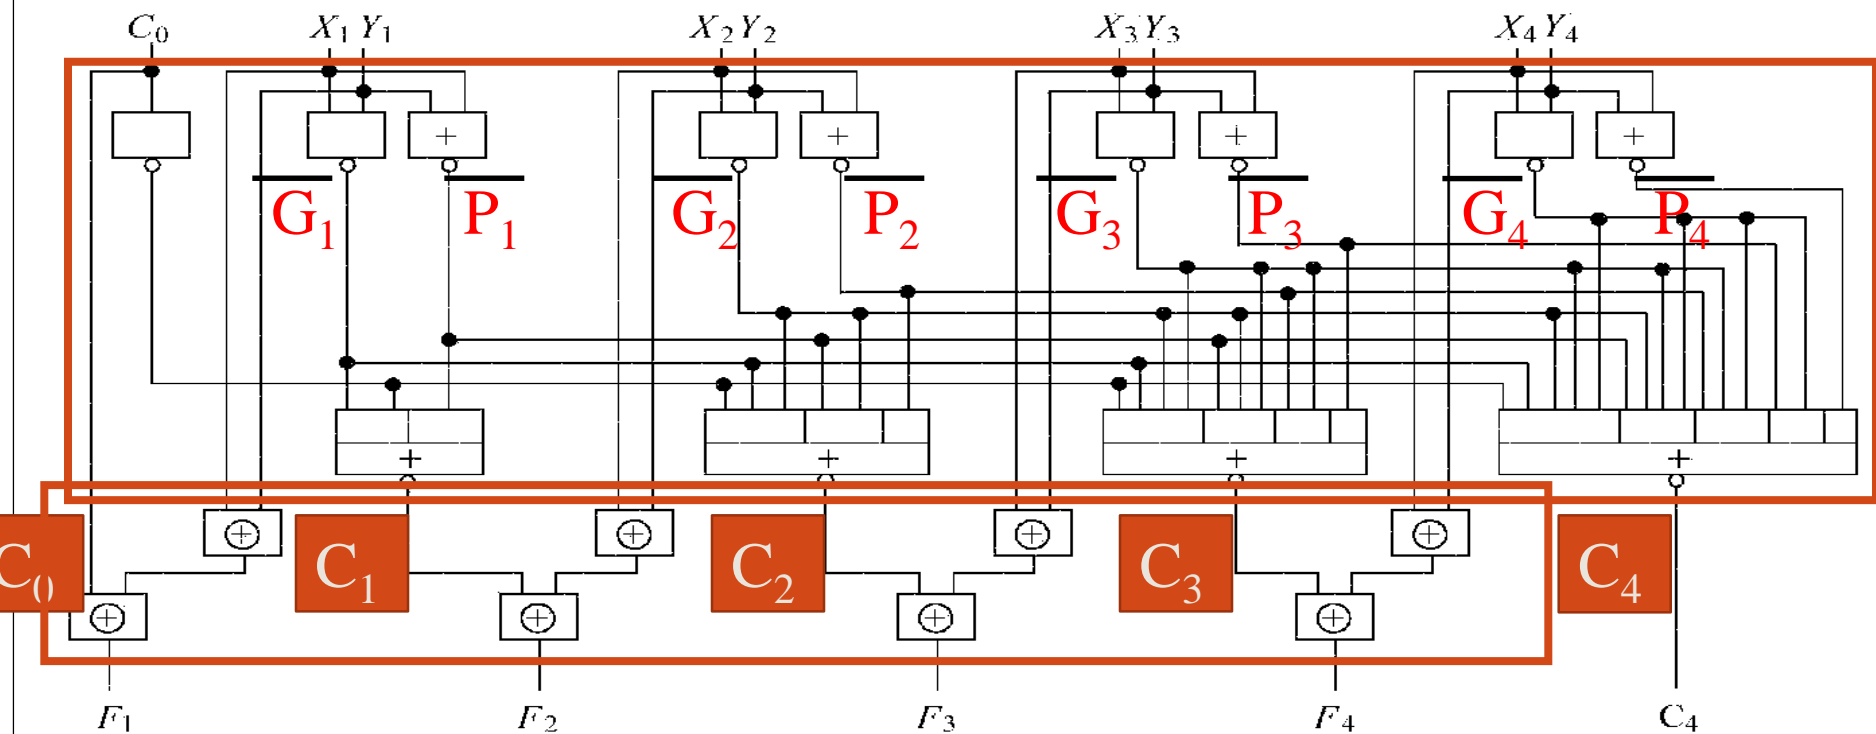 C₀ X₁ Y₁ X₂ Y₂ X₃ Y₃ X₄ Y₄
+ + + +
G₁ P₁ G₂ P₂ G₃ P₃ G₄ P₄
+ + + +
C₀ C₁ C₂ C₃ C₄
F₁ F₂ F₃ F₄ C₄